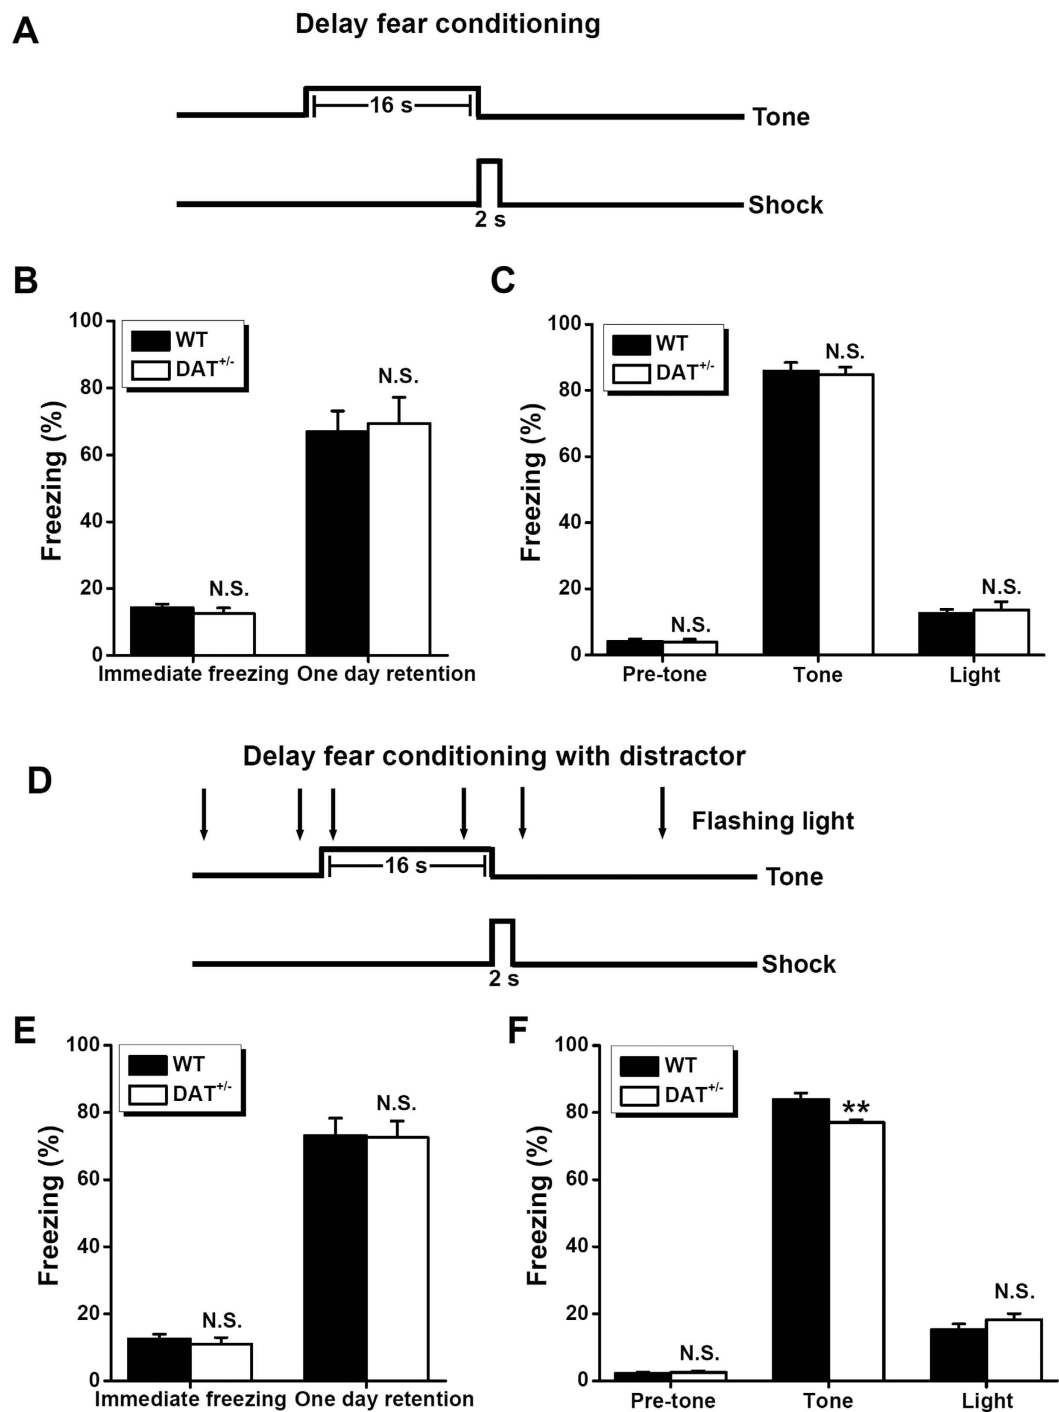 A
Delay fear conditioning
16 s
Tone
Shock
2 s
B
100
80
60
40
20
0
Freezing (%)
WT
DAT+/-
N.S.
N.S.
Immediate freezing
One day retention
C
100
80
60
40
20
0
Freezing (%)
WT
DAT+/-
N.S.
N.S.
N.S.
Pre-tone
Tone
Light
D
Delay fear conditioning with distractor
Flashing light
16 s
Tone
Shock
2 s
E
100
80
60
40
20
0
Freezing (%)
WT
DAT+/-
N.S.
N.S.
Immediate freezing
One day retention
F
100
80
60
40
20
0
Freezing (%)
WT
DAT+/-
N.S.
**
N.S.
Pre-tone
Tone
Light